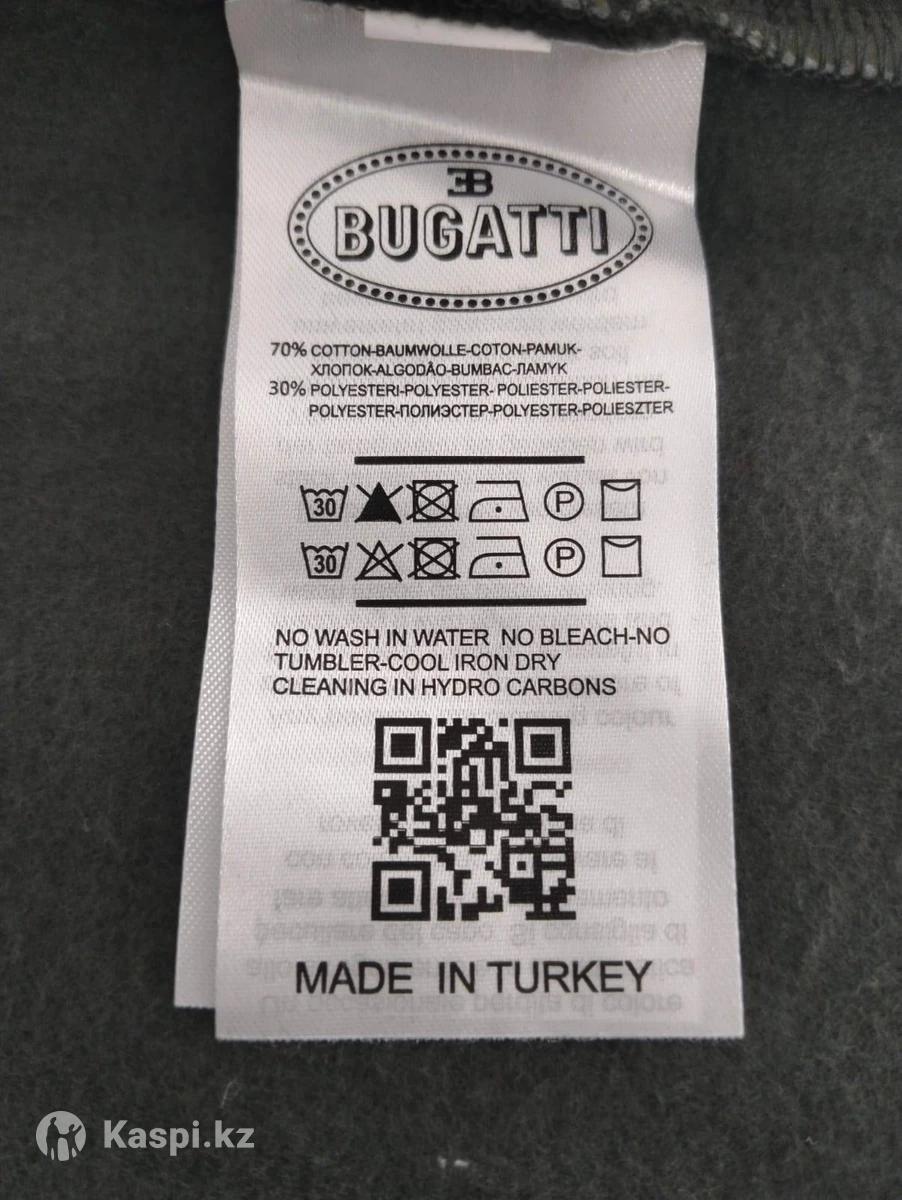 EB
BUGATTI
70% COTTON-BAUMWOLLE-COTON-PAMUK-
ХЛОПОК-ALGODÂO-BUMBAC-ЛАМУК
30% POLYESTERI-POLYESTER- POLIESTER-POLIESTER-
POLYESTER-ПОЛИЭСТЕР-POLYESTER-POLIESZTER
30 P
30 P
NO WASH IN WATER NO BLEACH-NO
TUMBLER-COOL IRON DRY
CLEANING IN HYDRO CARBONS
MADE IN TURKEY
Kaspi.kz